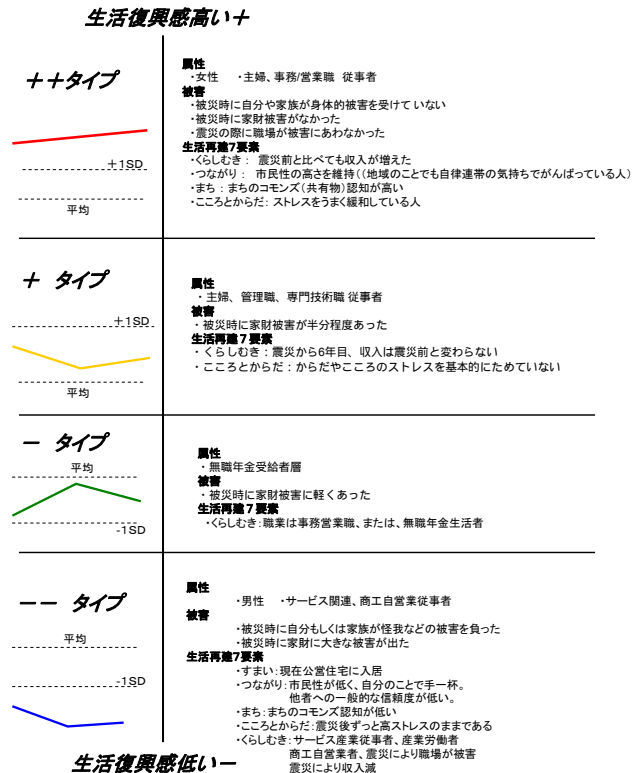 生活復興感高い＋
＋＋タイプ
＋1SD
平均
属性
・女性　・主婦、事務/営業職 従事者
被害
・被災時に自分や家族が身体的被害を受けていない
・被災時に家財被害がなかった
・震災の際に職場が被害にあわなかった
生活再建7要素
・くらしむき： 震災前と比べても収入が増えた
・つながり： 市民性の高さを維持((地域のことでも自律連帯の気持ちでがんばっている人)
・まち：まちのコモンズ(共有物)認知が高い
・こころとからだ：ストレスをうまく緩和している人
＋ タイプ
＋1SD
平均
属性
・主婦、管理職、専門技術職 従事者
被害
・被災時に家財被害が半分程度あった
生活再建７要素
・くらしむき：震災から6年目、収入は震災前と変わらない
・こころとからだ：からだやこころのストレスを基本的にためていない
－ タイプ
平均
-1SD
属性
・無職年金受給者層
被害
・被災時に家財被害に軽くあった
生活再建７要素
・くらしむき：職業は事務営業職、または、無職年金生活者
－－ タイプ
平均
-1SD
属性
・男性　・サービス関連、商工自営業従事者
被害
・被災時に自分もしくは家族が怪我などの被害を負った
・被災時に家財に大きな被害が出た
生活再建7要素
・すまい：現在公営住宅に入居
・つながり：市民性が低く、自分のことで手一杯。
他者への一般的な信頼度が低い。
・まち：まちのコモンズ認知が低い
・こころとからだ：震災後ずっと高ストレスのままである
・くらしむき：サービス産業従事者、産業労働者
商工自営業者、震災により職場が被害
震災により収入減
生活復興感低い－